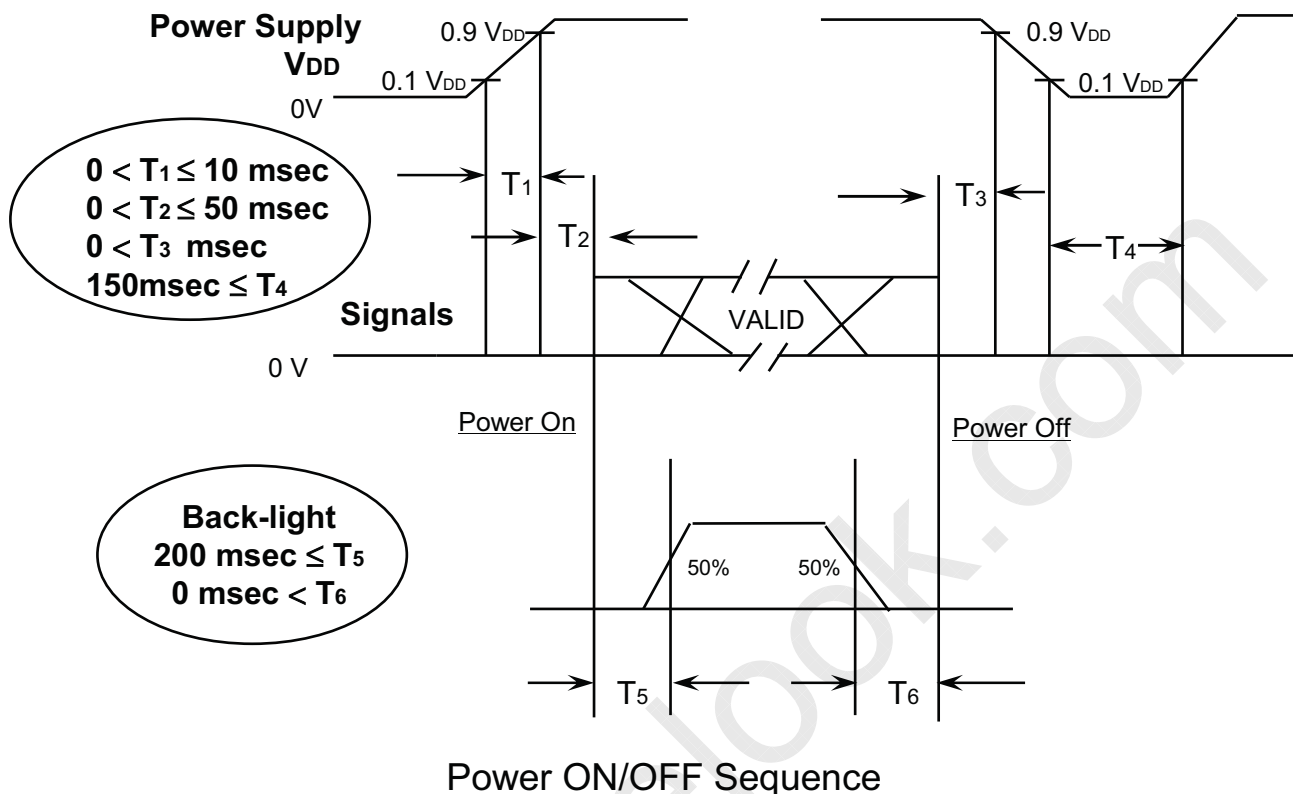 Power Supply
VDD
0.9 VDD
0.1 VDD
0V
0.9 VDD
0.1 VDD
0 < T1 ≤ 10 msec
0 < T2 ≤ 50 msec
0 < T3 msec
150msec ≤ T4
T1
T2
T3
T4
Signals
VALID
0 V
Power On
Power Off
Back-light
200 msec ≤ T5
0 msec < T6
50%
50%
T5
T6
Power ON/OFF Sequence
look.com